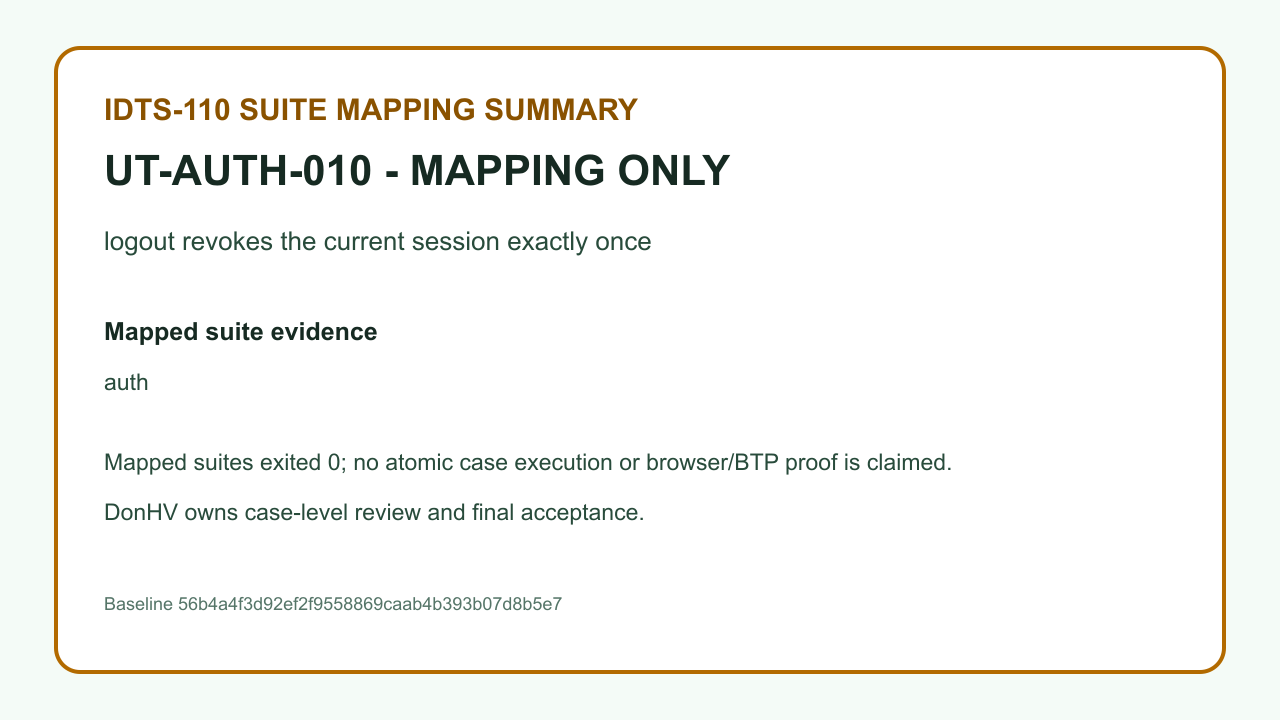 IDTS-110 SUITE MAPPING SUMMARY
UT-AUTH-010 - MAPPING ONLY
logout revokes the current session exactly once
Mapped suite evidence
auth
Mapped suites exited 0; no atomic case execution or browser/BTP proof is claimed.
DonHV owns case-level review and final acceptance.
Baseline 56b4a4f3d92ef2f9558869caab4b393b07d8b5e7